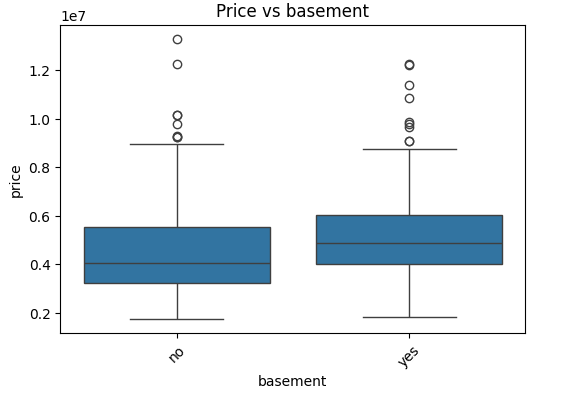 Price vs basement
1e7
1.2
1.0
0.8
0.6
0.4
0.2
price
no
yes
basement